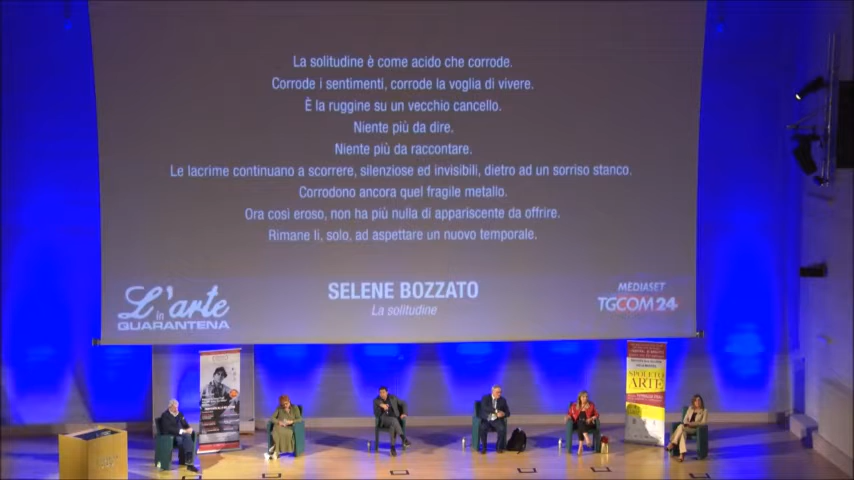 La solitudine è come acido che corrode.
Corrode i sentimenti, corrode la voglia di vivere.
È la ruggine su un vecchio cancello.
Niente più da dire.
Niente più da raccontare.
Le lacrime continuano a scorrere, silenziose ed invisibili, dietro ad un sorriso stanco.
Corrodono ancora quel fragile metallo.
Ora così eroso, non ha più nulla di appariscente da offrire.
Rimane lì, solo, ad aspettare un nuovo temporale.
L'arte
in
QUARANTENA
SELENE BOZZATO
La solitudine
MEDIASET
TGCOM24
SPOLETO
ARTE